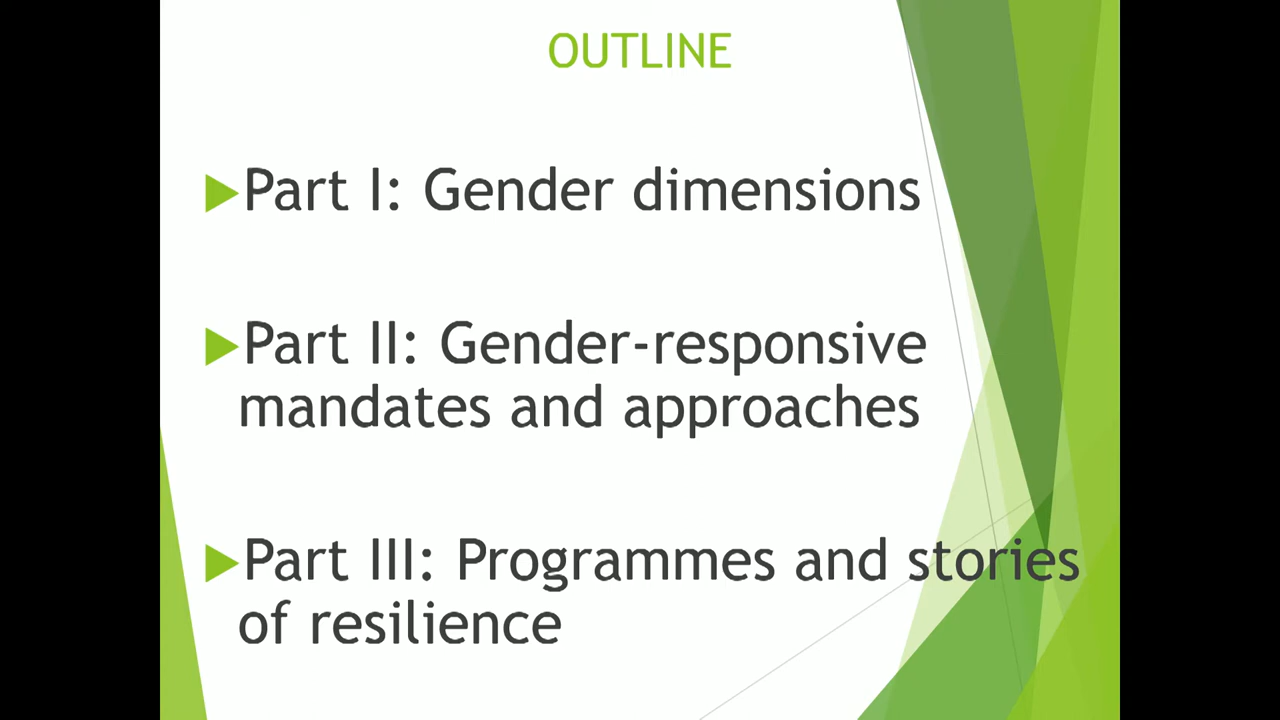 OUTLINE
Part I: Gender dimensions
Part II: Gender-responsive
mandates and approaches
Part III: Programmes and stories
of resilience